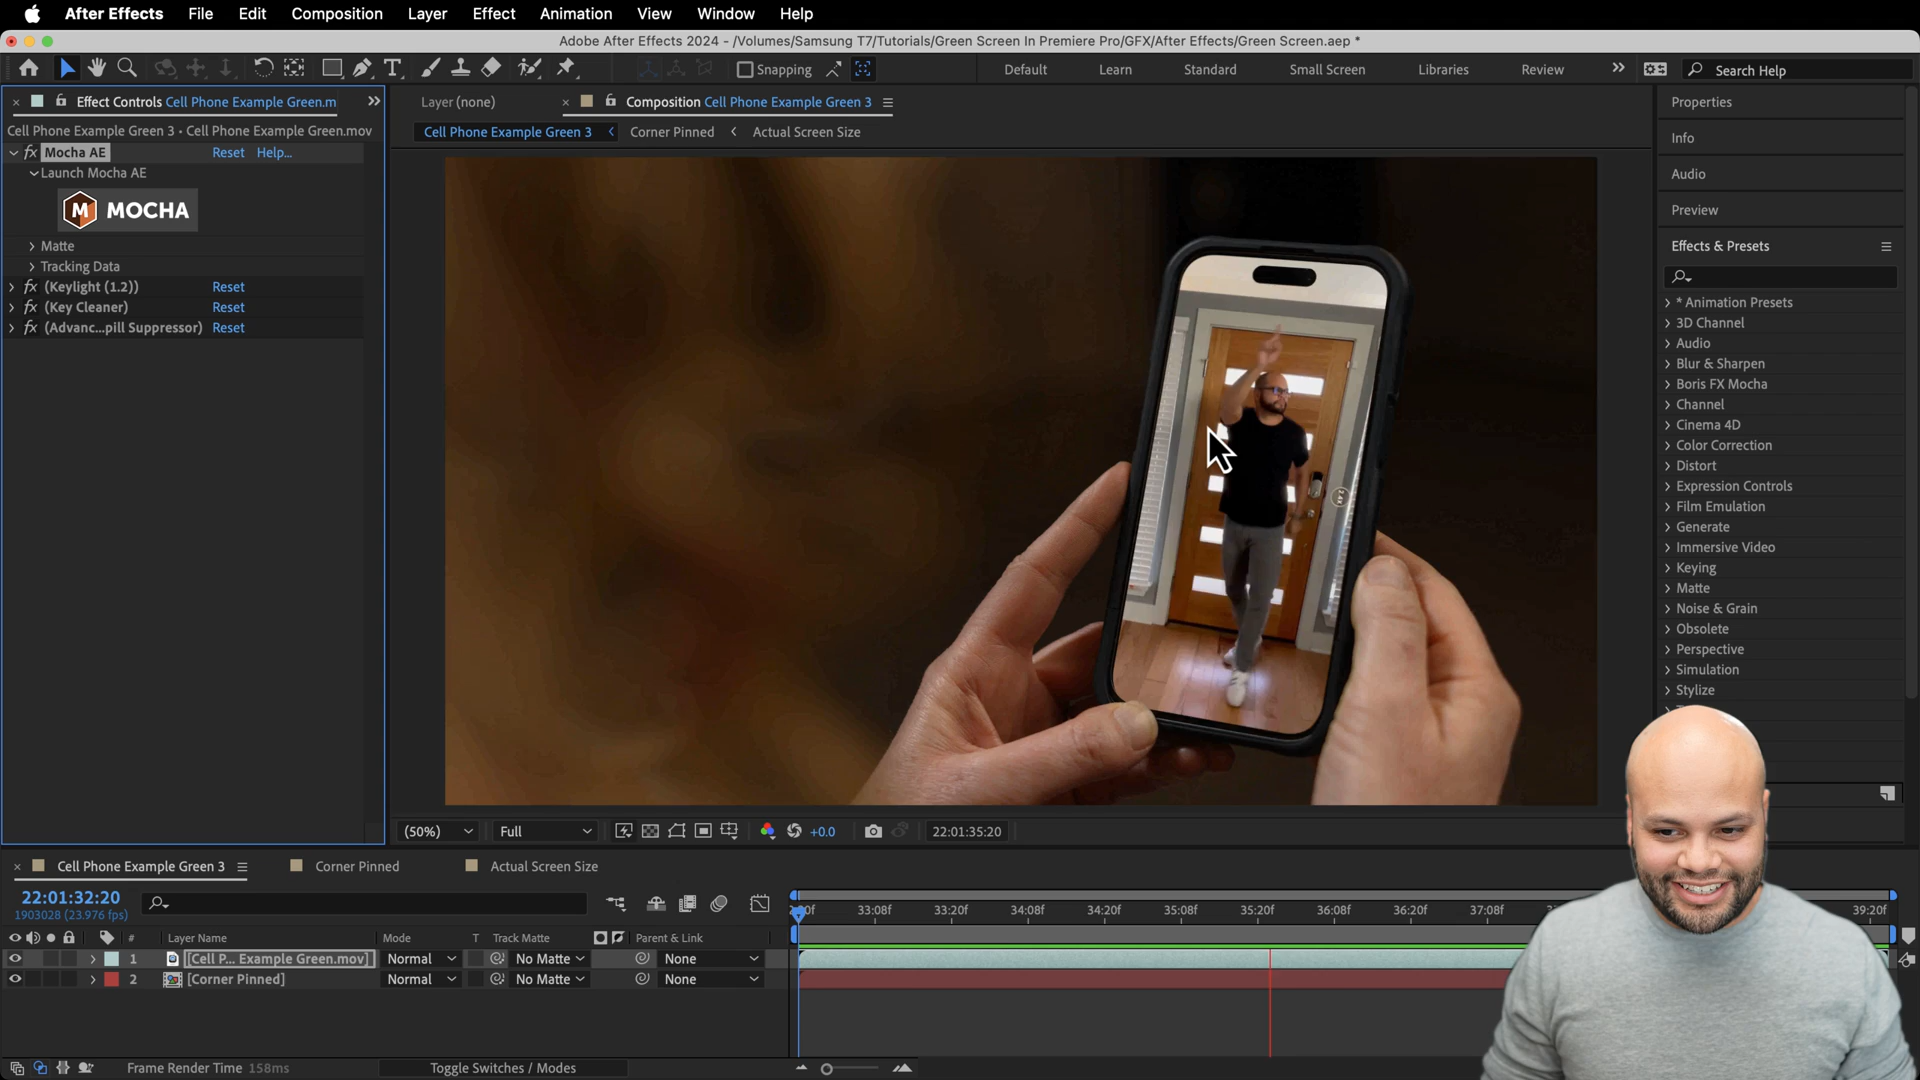 After Effects File Edit Composition Layer Effect Animation View Window Help
Adobe After Effects 2024 - /Volumes/Samsung T7/Tutorials/Green Screen In Premiere Pro/GFX/After Effects/Green Screen.aep *
Snapping Default Learn Standard Small Screen Libraries Review Search Help
Effect Controls Cell Phone Example Green.m
Cell Phone Example Green 3 • Cell Phone Example Green.mov
fx Mocha AE Reset Help...
Launch Mocha AE
M MOCHA
Matte
Tracking Data
fx (Keylight (1.2)) Reset
fx (Key Cleaner) Reset
fx (Advanc...pill Suppressor) Reset
Layer (none) Composition Cell Phone Example Green 3
Cell Phone Example Green 3 Corner Pinned Actual Screen Size
(50%) Full +0.0 22:01:35:20
Properties
Info
Audio
Preview
Effects & Presets
* Animation Presets
3D Channel
Audio
Blur & Sharpen
Boris FX Mocha
Channel
Cinema 4D
Color Correction
Distort
Expression Controls
Film Emulation
Generate
Immersive Video
Keying
Matte
Noise & Grain
Obsolete
Perspective
Simulation
Stylize
Cell Phone Example Green 3 Corner Pinned Actual Screen Size
22:01:32:20
1903028 (23.976 fps)
33:08f 33:20f 34:08f 34:20f 35:08f 35:20f 36:08f 36:20f 37:08f 39:20f
# Layer Name Mode T Track Matte Parent & Link
1 [Cell P... Example Green.mov] Normal No Matte None
2 [Corner Pinned] Normal No Matte None
Frame Render Time 158ms Toggle Switches / Modes